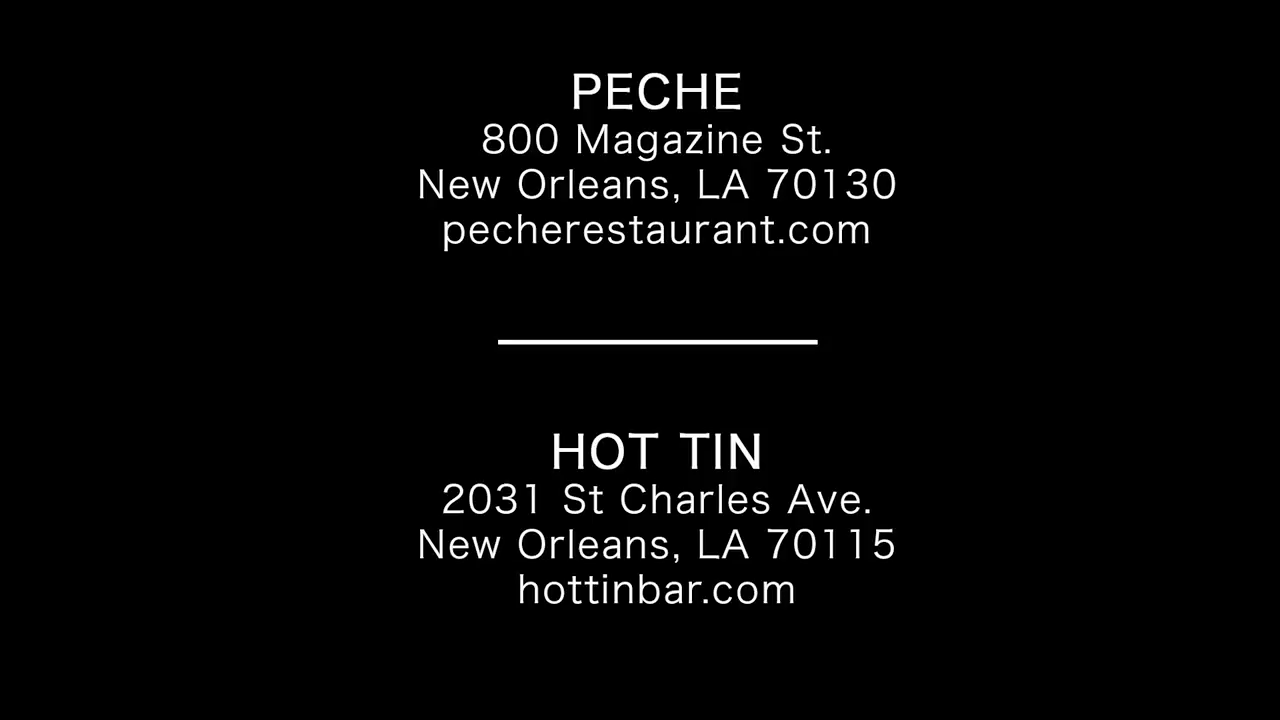 PECHE
800 Magazine St.
New Orleans, LA 70130
pecherestaurant.com
HOT TIN
2031 St Charles Ave.
New Orleans, LA 70115
hottinbar.com